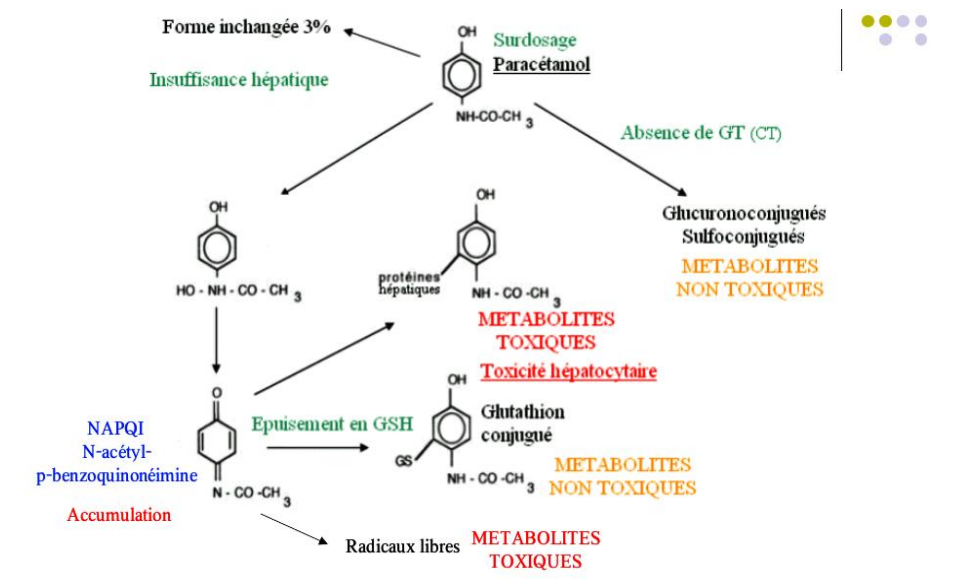 Forme inchangée 3%
OH
Surdosage
Paracétamol
Insuffisance hépatique
NH-CO-CH 3
Absence de GT (CT)
OH
OH
Glucuronoconjugués
Sulfoconjugués
METABOLITES
NON TOXIQUES
protéines
hépatiques
HO - NH - CO - CH 3
NH - CO -CH 3
METABOLITES
TOXIQUES
Toxicité hépatocytaire
OH
O
Glutathion
conjugué
Epuisement en GSH
NAPQI
N-acétyl-
p-benzoquinonéimine
GS
METABOLITES
NON TOXIQUES
NH - CO -CH 3
N - CO -CH 3
Accumulation
Radicaux libres
METABOLITES
TOXIQUES